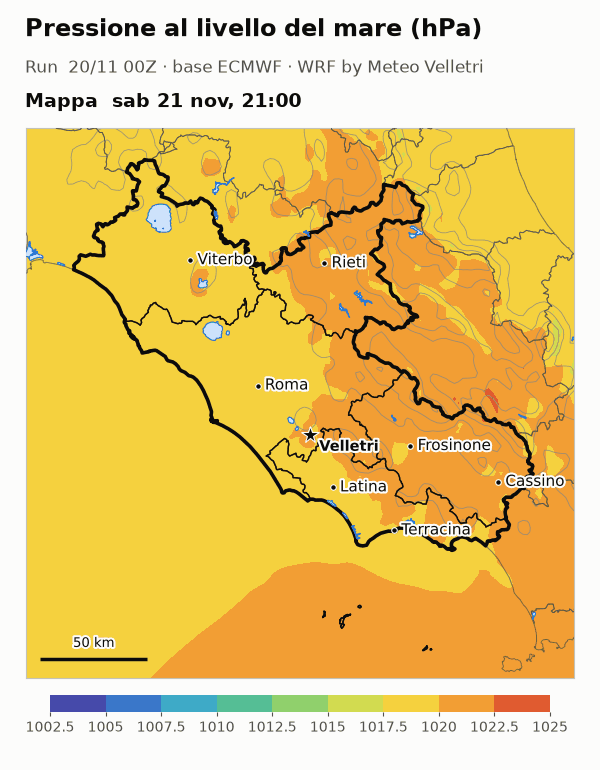 Pressione al livello del mare (hPa)
Run 20/11 00Z · base ECMWF · WRF by Meteo Velletri
Mappa sab 21 nov, 21:00
Viterbo
Rieti
Roma
Velletri
Frosinone
Latina
Cassino
Terracina
50 km
1002.5 1005 1007.5 1010 1012.5 1015 1017.5 1020 1022.5 1025